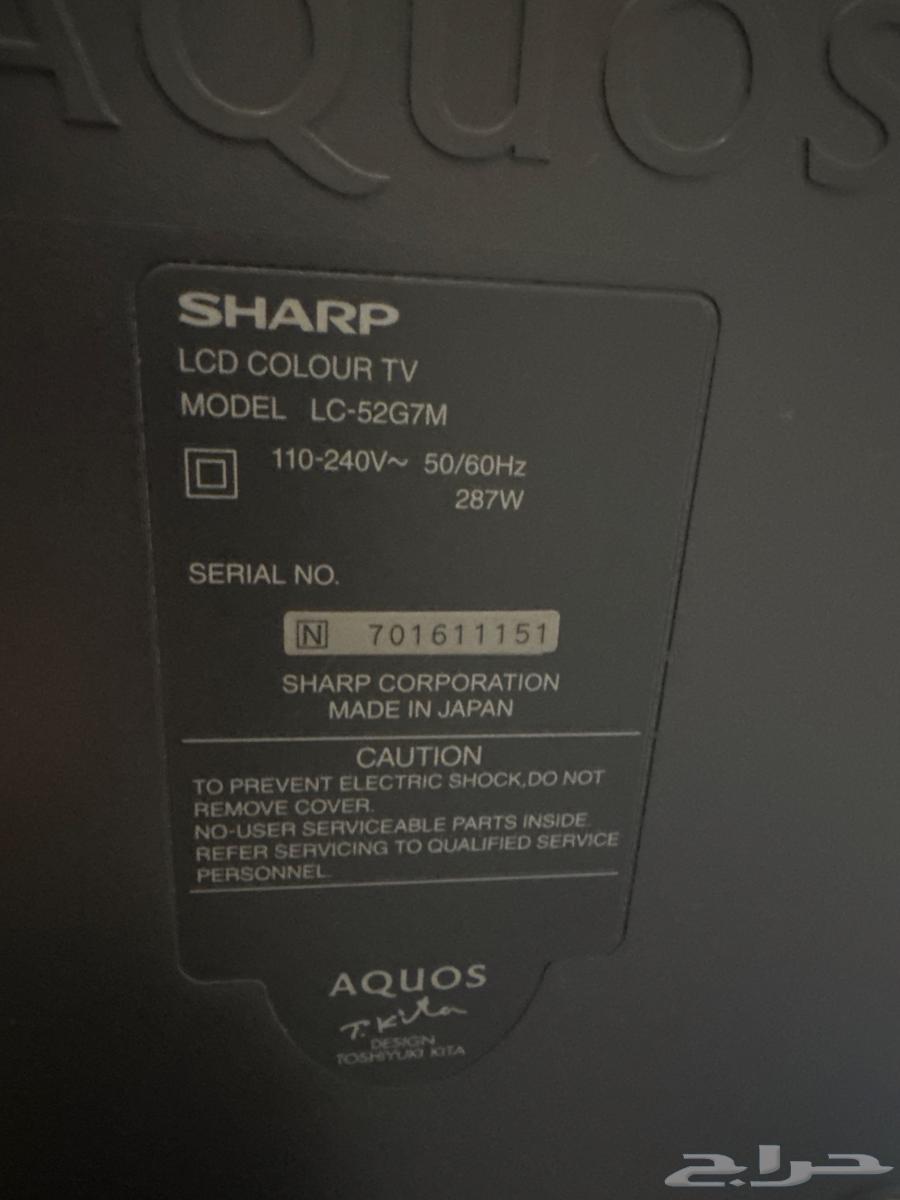 AQUOS
SHARP
LCD COLOUR TV
MODEL LC-52G7M
110-240V~ 50/60Hz
287W
SERIAL NO.
N 701611151
SHARP CORPORATION
MADE IN JAPAN
CAUTION
TO PREVENT ELECTRIC SHOCK,DO NOT
REMOVE COVER.
NO-USER SERVICEABLE PARTS INSIDE.
REFER SERVICING TO QUALIFIED SERVICE
PERSONNEL.
AQUOS
T. Kita
DESIGN
TOSHIYUKI KITA
حراج